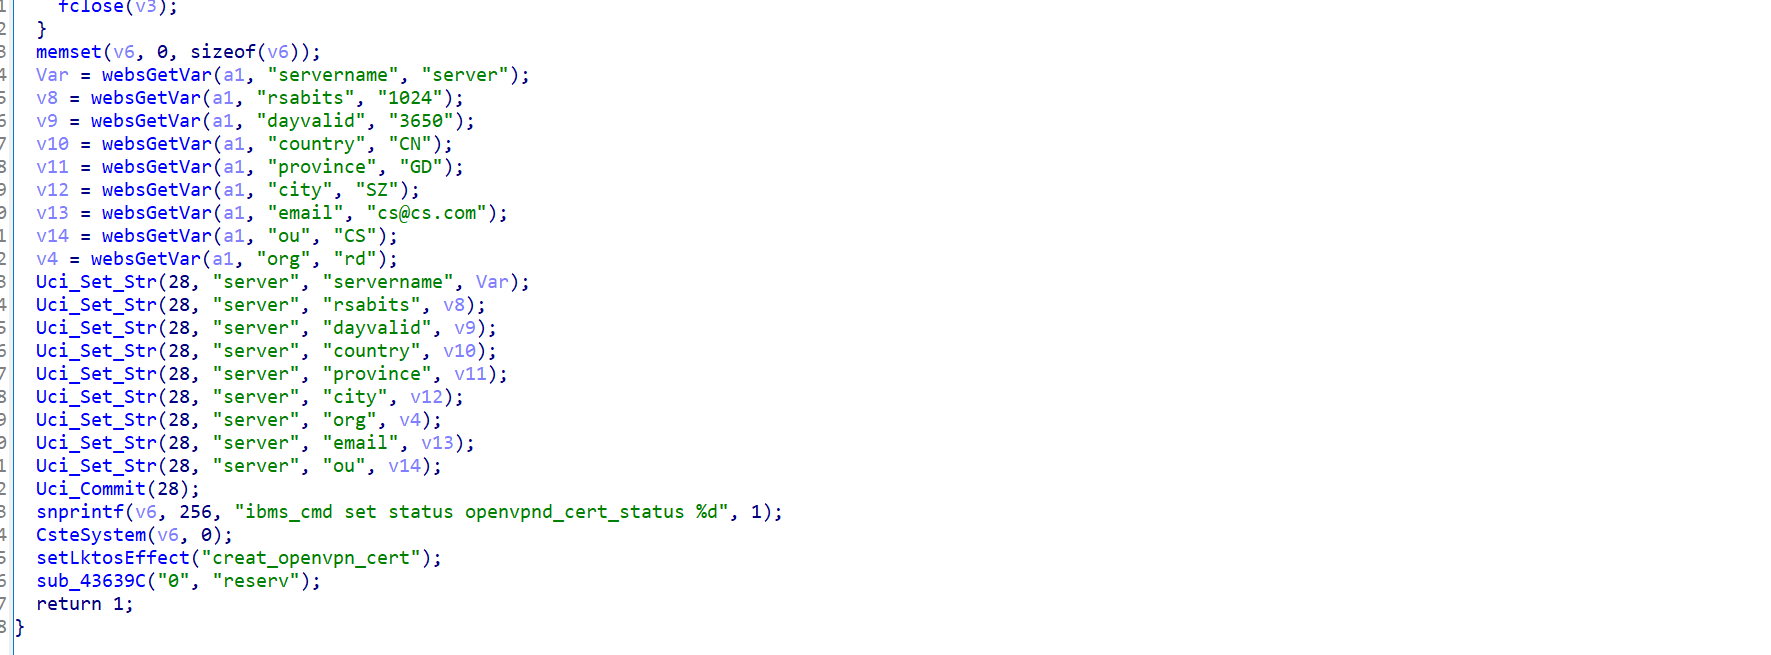 fclose(v3);
}
memset(v6, 0, sizeof(v6));
Var = websGetVar(a1, "servername", "server");
v8 = websGetVar(a1, "rsabits", "1024");
v9 = websGetVar(a1, "dayvalid", "3650");
v10 = websGetVar(a1, "country", "CN");
v11 = websGetVar(a1, "province", "GD");
v12 = websGetVar(a1, "city", "SZ");
v13 = websGetVar(a1, "email", "cs@cs.com");
v14 = websGetVar(a1, "ou", "CS");
v4 = websGetVar(a1, "org", "rd");
Uci_Set_Str(28, "server", "servername", Var);
Uci_Set_Str(28, "server", "rsabits", v8);
Uci_Set_Str(28, "server", "dayvalid", v9);
Uci_Set_Str(28, "server", "country", v10);
Uci_Set_Str(28, "server", "province", v11);
Uci_Set_Str(28, "server", "city", v12);
Uci_Set_Str(28, "server", "org", v4);
Uci_Set_Str(28, "server", "email", v13);
Uci_Set_Str(28, "server", "ou", v14);
Uci_Commit(28);
snprintf(v6, 256, "ibms_cmd set status openvpnd_cert_status %d", 1);
CsteSystem(v6, 0);
setLktosEffect("creat_openvpn_cert");
sub_43639C("0", "reserv");
return 1;
}